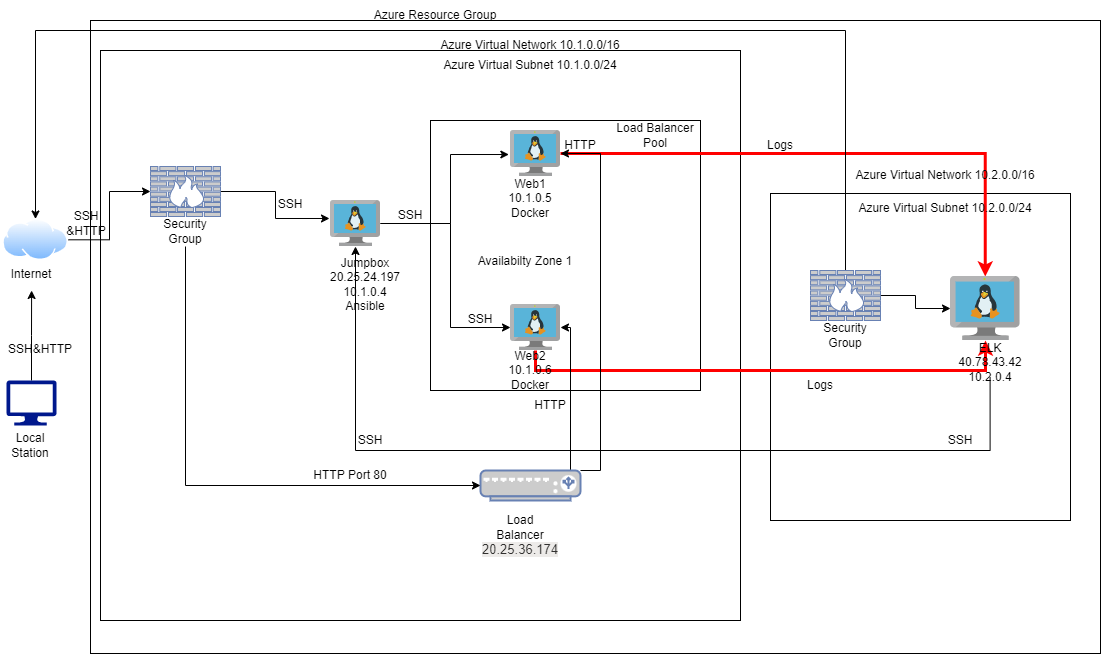 Azure Resource Group
Azure Virtual Network 10.1.0.0/16
Azure Virtual Subnet 10.1.0.0/24
Load Balancer
Pool
HTTP
Logs
Web1
10.1.0.5
Docker
Azure Virtual Network 10.2.0.0/16
Azure Virtual Subnet 10.2.0.0/24
SSH
&HTTP
Security
Group
SSH
SSH
Internet
Jumpbox
20.25.24.197
10.1.0.4
Ansible
Availabilty Zone 1
SSH
Web2
10.1.0.6
Docker
Security
Group
ELK
40.78.43.42
10.2.0.4
SSH&HTTP
Logs
HTTP
Local
Station
SSH
SSH
HTTP Port 80
Load
Balancer
20.25.36.174